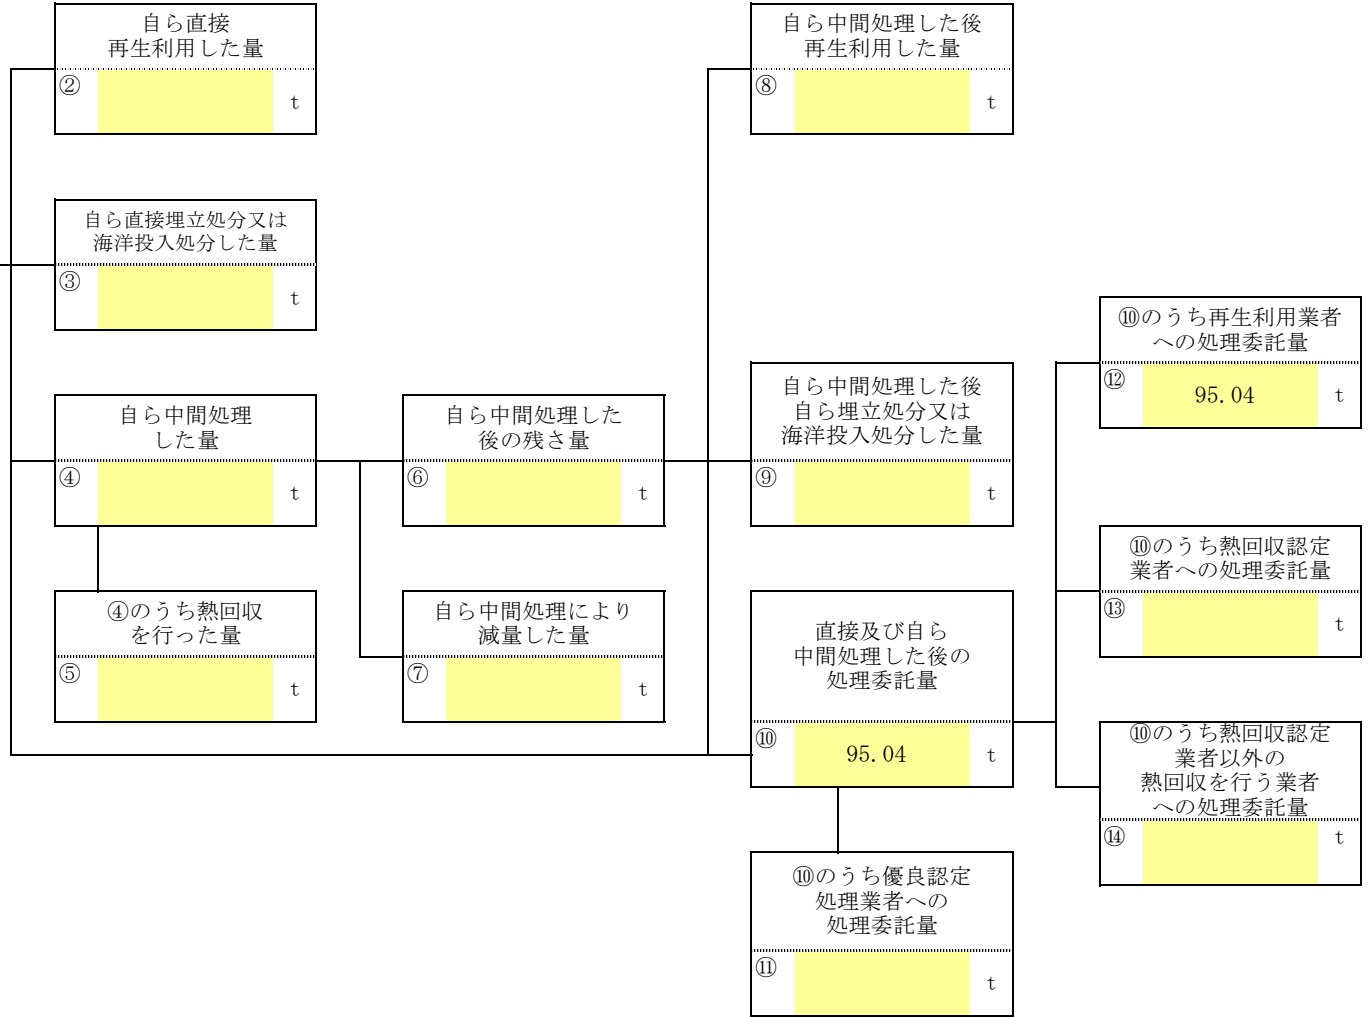 自ら直接
再生利用した量
②
t
自ら中間処理した後
再生利用した量
⑧
t
自ら直接埋立処分又は
海洋投入処分した量
③
t
⑩のうち再生利用業者
への処理委託量
⑫
95.04
t
自ら中間処理
した量
④
t
自ら中間処理した
後の残さ量
⑥
t
自ら中間処理した後
自ら埋立処分又は
海洋投入処分した量
⑨
t
⑩のうち熱回収認定
業者への処理委託量
⑬
t
④のうち熱回収
を行った量
⑤
t
自ら中間処理により
減量した量
⑦
t
直接及び自ら
中間処理した後の
処理委託量
⑩
95.04
t
⑩のうち熱回収認定
業者以外の
熱回収を行う業者
への処理委託量
⑭
t
⑩のうち優良認定
処理業者への
処理委託量
⑪
t